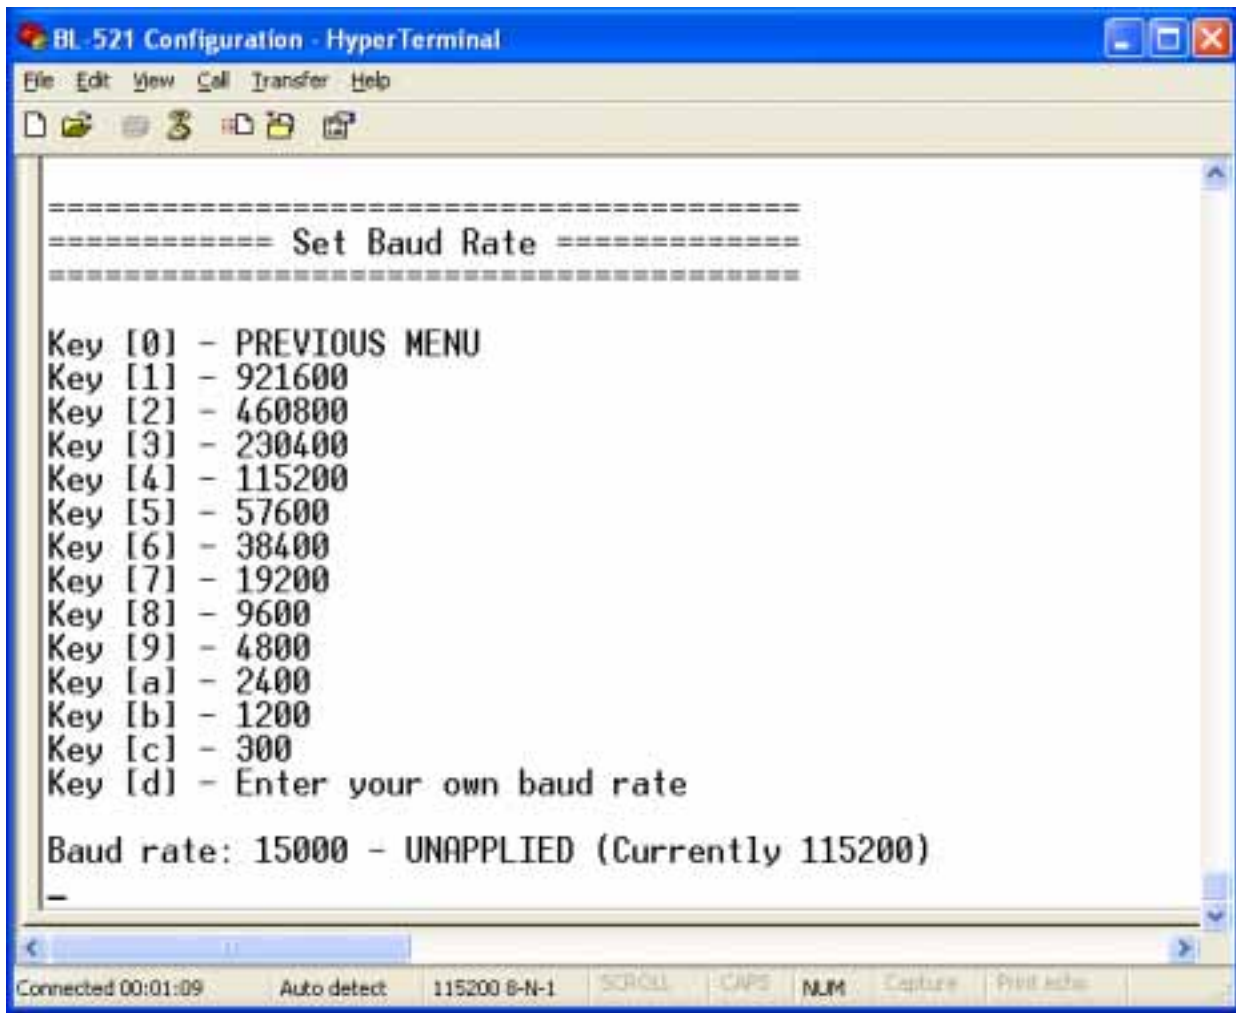 BL-521 Configuration - HyperTerminal
File Edit View Call Transfer Help
========================================
============ Set Baud Rate =============
========================================
Key [0] - PREVIOUS MENU
Key [1] - 921600
Key [2] - 460800
Key [3] - 230400
Key [4] - 115200
Key [5] - 57600
Key [6] - 38400
Key [7] - 19200
Key [8] - 9600
Key [9] - 4800
Key [a] - 2400
Key [b] - 1200
Key [c] - 300
Key [d] - Enter your own baud rate
Baud rate: 15000 - UNAPPLIED (Currently 115200)
_
Connected 00:01:09 Auto detect 115200 8-N-1 SCROLL CAPS NUM Capture Print echo